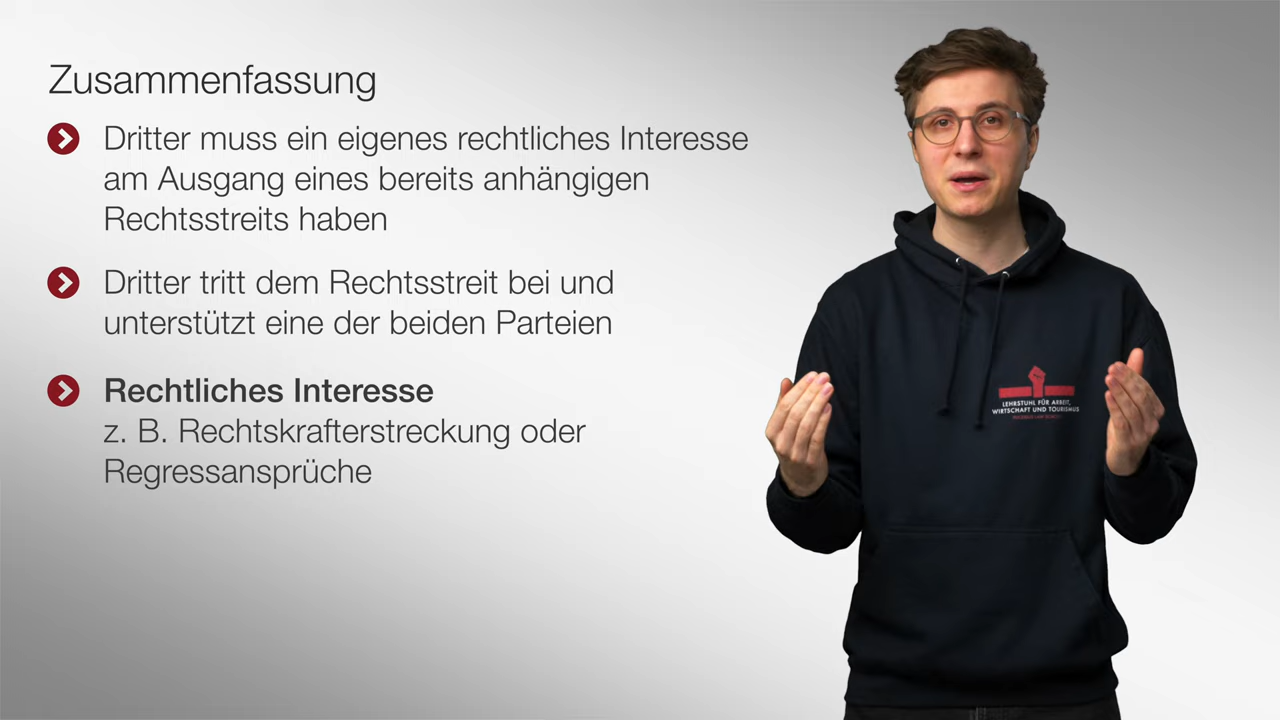 Zusammenfassung
Dritter muss ein eigenes rechtliches Interesse
am Ausgang eines bereits anhängigen
Rechtsstreits haben
Dritter tritt dem Rechtsstreit bei und
unterstützt eine der beiden Parteien
Rechtliches Interesse
z. B. Rechtskrafterstreckung oder
Regressansprüche
LEHRSTUHL FÜR ARBEIT,
WIRTSCHAFT UND TOURISMUS